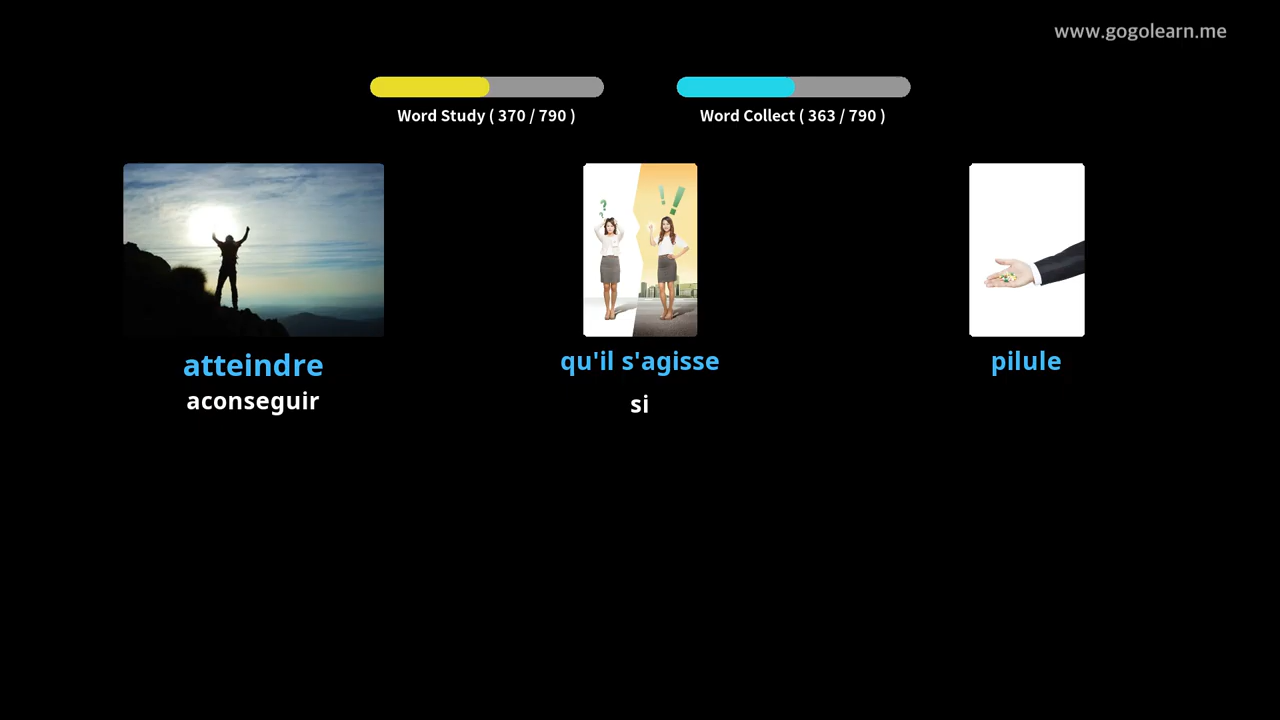 www.gogolearn.me
Word Study ( 370 / 790 )
Word Collect ( 363 / 790 )
atteindre
aconseguir
qu'il s'agisse
si
pilule